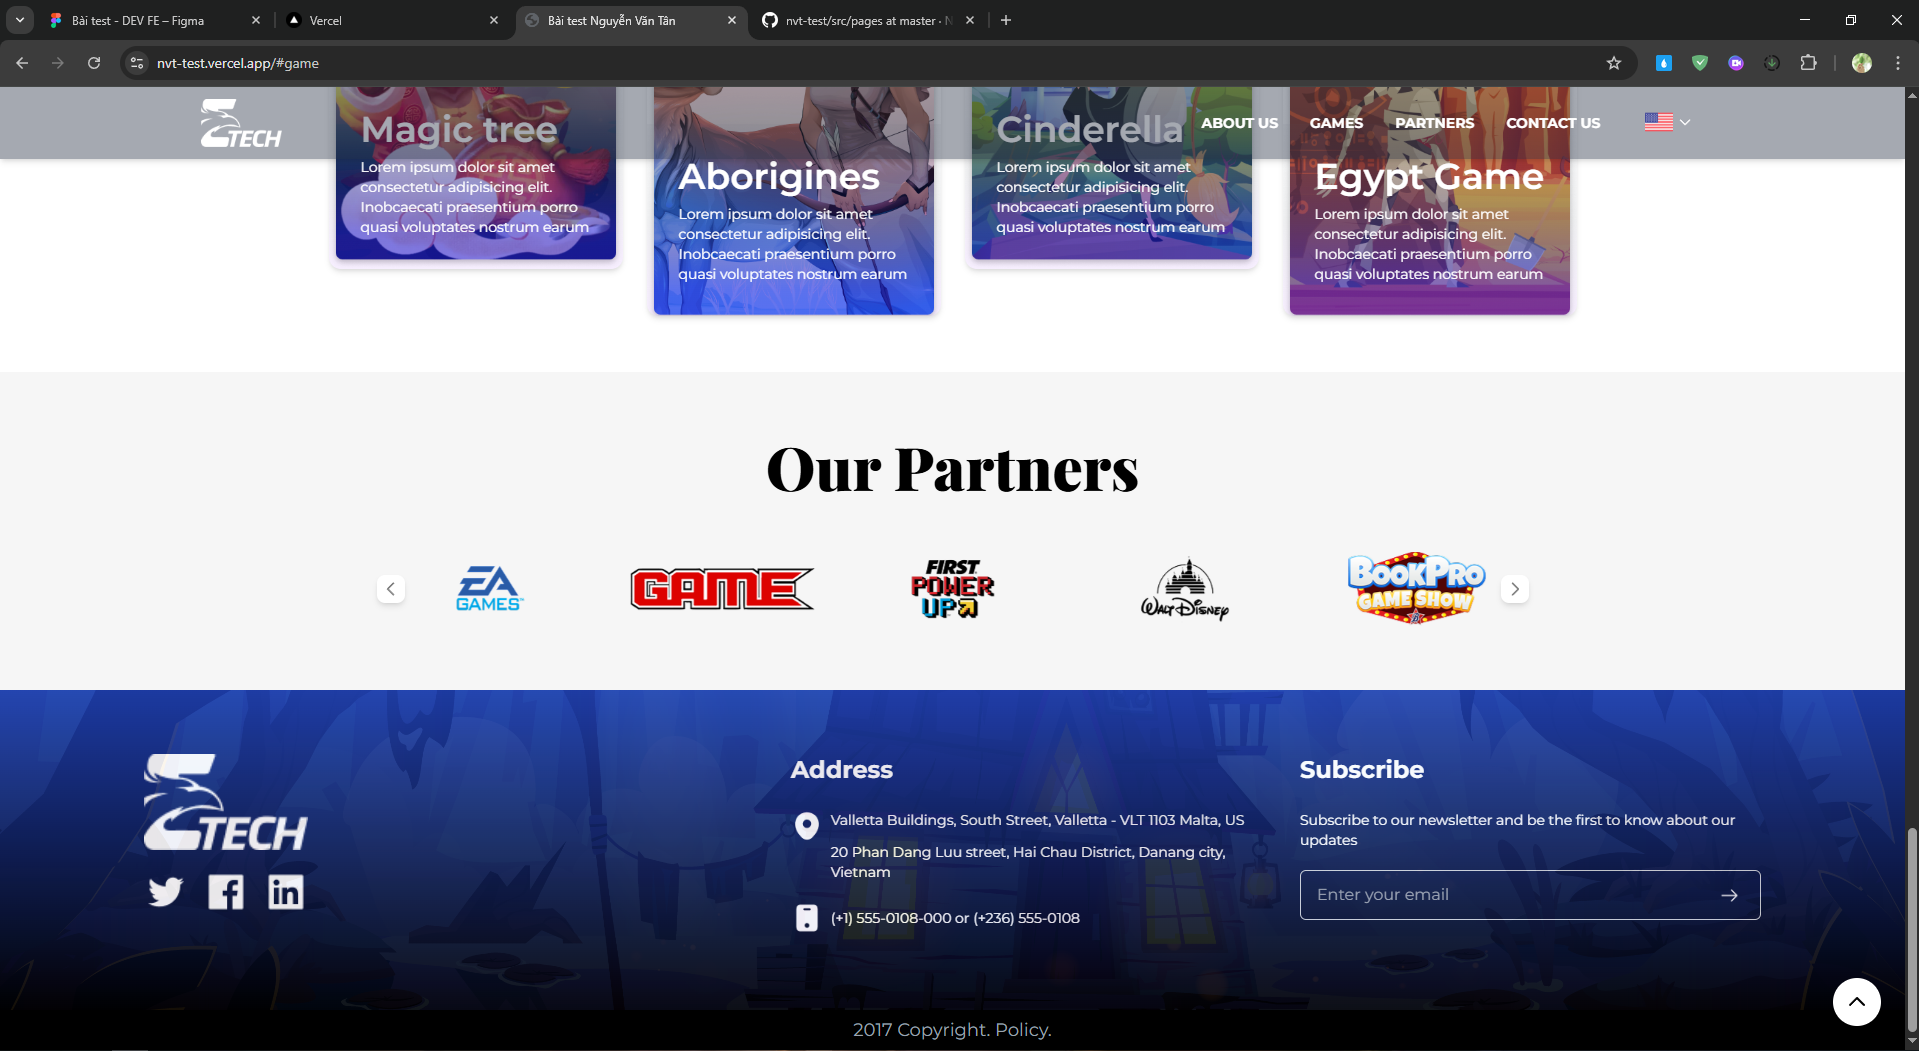 Bài test - DEV FE – Figma
Vercel
Bài test Nguyễn Văn Tân
nvt-test/src/pages at master · N
nvt-test.vercel.app/#game
TECH
ABOUT US
GAMES
PARTNERS
CONTACT US
Magic tree
Lorem ipsum dolor sit amet
consectetur adipisicing elit.
Inobcaecati praesentium porro
quasi voluptates nostrum earum
Aborigines
Lorem ipsum dolor sit amet
consectetur adipisicing elit.
Inobcaecati praesentium porro
quasi voluptates nostrum earum
Cinderella
Lorem ipsum dolor sit amet
consectetur adipisicing elit.
Inobcaecati praesentium porro
quasi voluptates nostrum earum
Egypt Game
Lorem ipsum dolor sit amet
consectetur adipisicing elit.
Inobcaecati praesentium porro
quasi voluptates nostrum earum
Our Partners
EA
GAMES™
GAME
FIRST
POWER
UP
WALT DISNEY
BOOKPRO
GAME SHOW
TECH
in
Address
Valletta Buildings, South Street, Valletta - VLT 1103 Malta, US
20 Phan Dang Luu street, Hai Chau District, Danang city,
Vietnam
(+1) 555-0108-000 or (+236) 555-0108
Subscribe
Subscribe to our newsletter and be the first to know about our
updates
Enter your email
2017 Copyright. Policy.